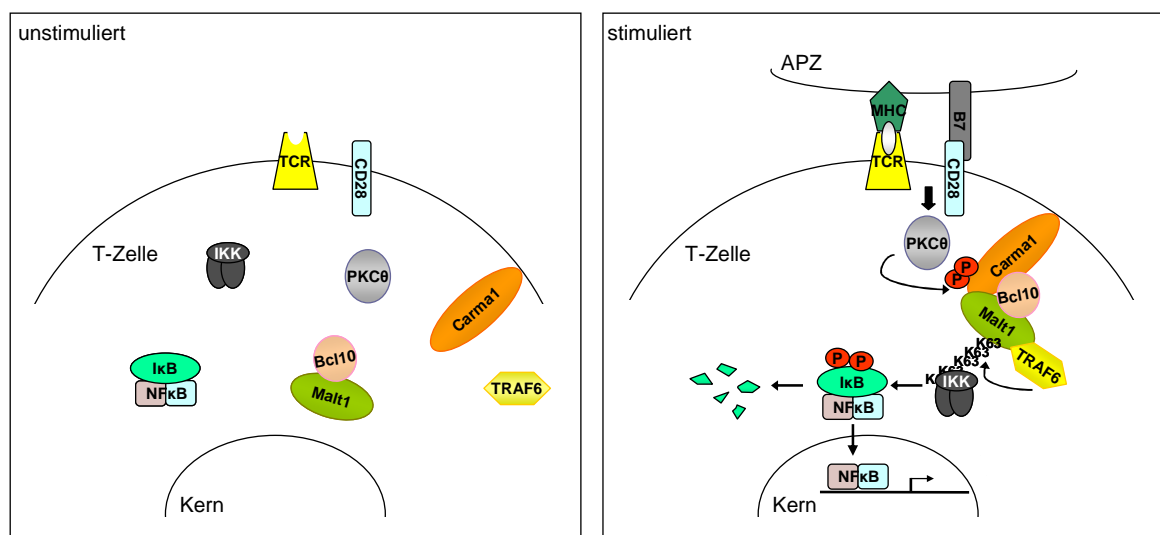 unstimuliert
TCR
CD28
T-Zelle
IKK
PKCθ
Carma1
Bcl10
IκB
NFκB
Malt1
TRAF6
Kern
stimuliert
APZ
MHC
B7
TCR
CD28
T-Zelle
PKCθ
P
P
Carma1
Bcl10
Malt1
TRAF6
K63
K63
K63
K63
IKK
P
P
IκB
NFκB
NFκB
Kern